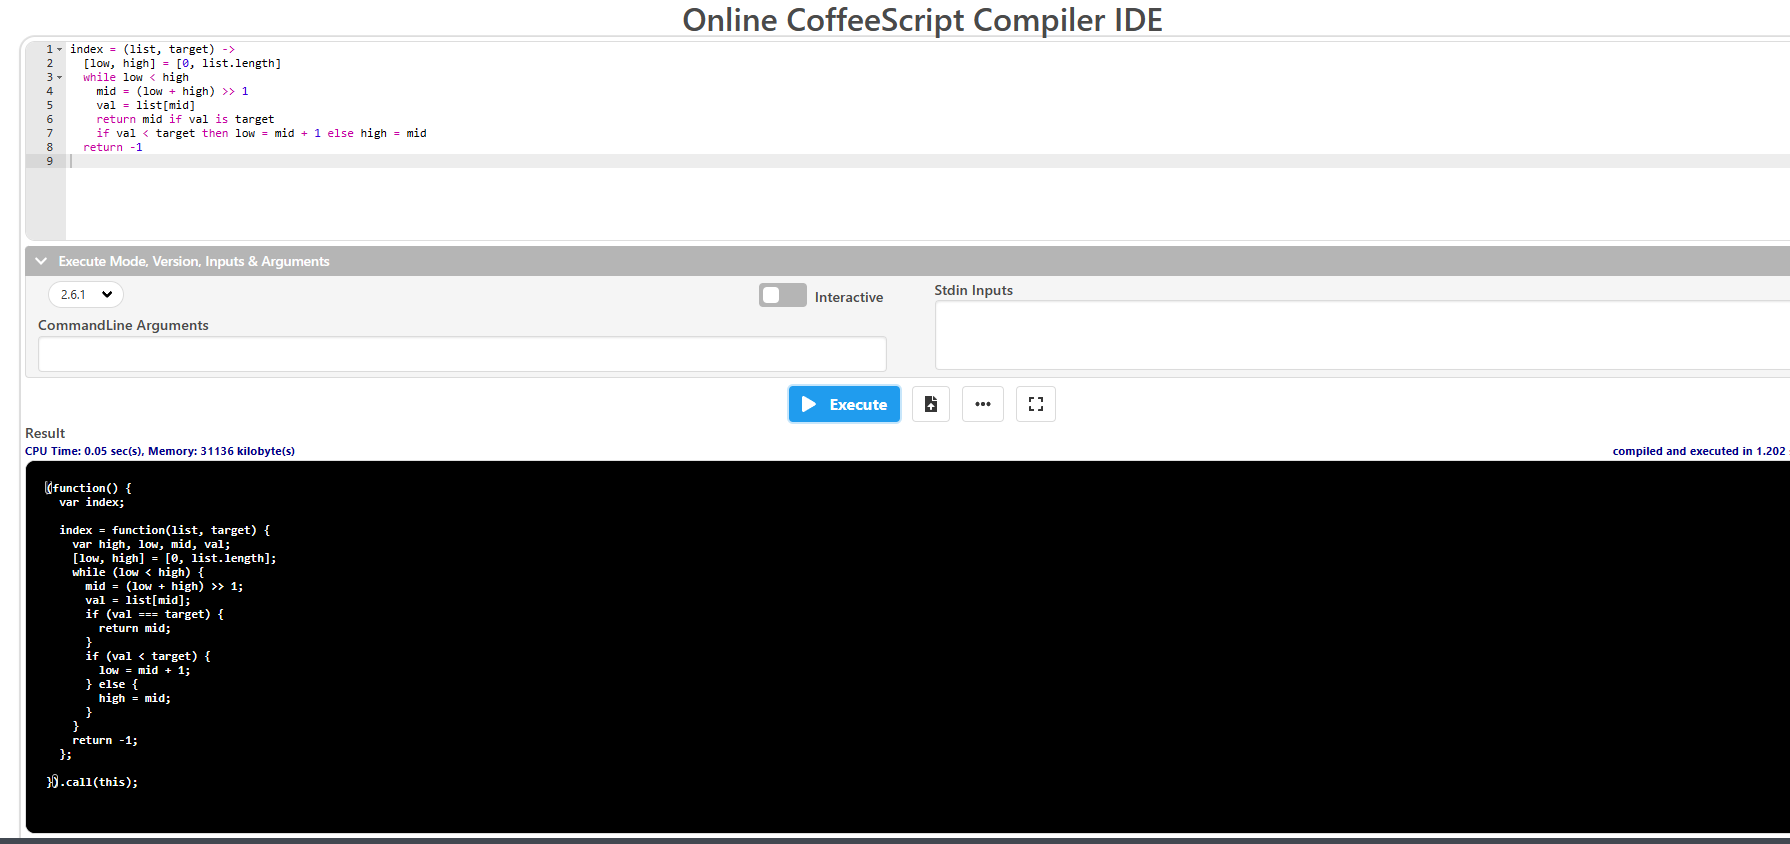 Online CoffeeScript Compiler IDE
1 index = (list, target) ->
2   [low, high] = [0, list.length]
3   while low < high
4     mid = (low + high) >> 1
5     val = list[mid]
6     return mid if val is target
7     if val < target then low = mid + 1 else high = mid
8   return -1
9
Execute Mode, Version, Inputs & Arguments
2.6.1
Interactive
Stdin Inputs
CommandLine Arguments
Execute
Result
CPU Time: 0.05 sec(s), Memory: 31136 kilobyte(s)
compiled and executed in 1.202
(function() {
  var index;
  index = function(list, target) {
    var high, low, mid, val;
    [low, high] = [0, list.length];
    while (low < high) {
      mid = (low + high) >> 1;
      val = list[mid];
      if (val === target) {
        return mid;
      }
      if (val < target) {
        low = mid + 1;
      } else {
        high = mid;
      }
    }
    return -1;
  };
}).call(this);